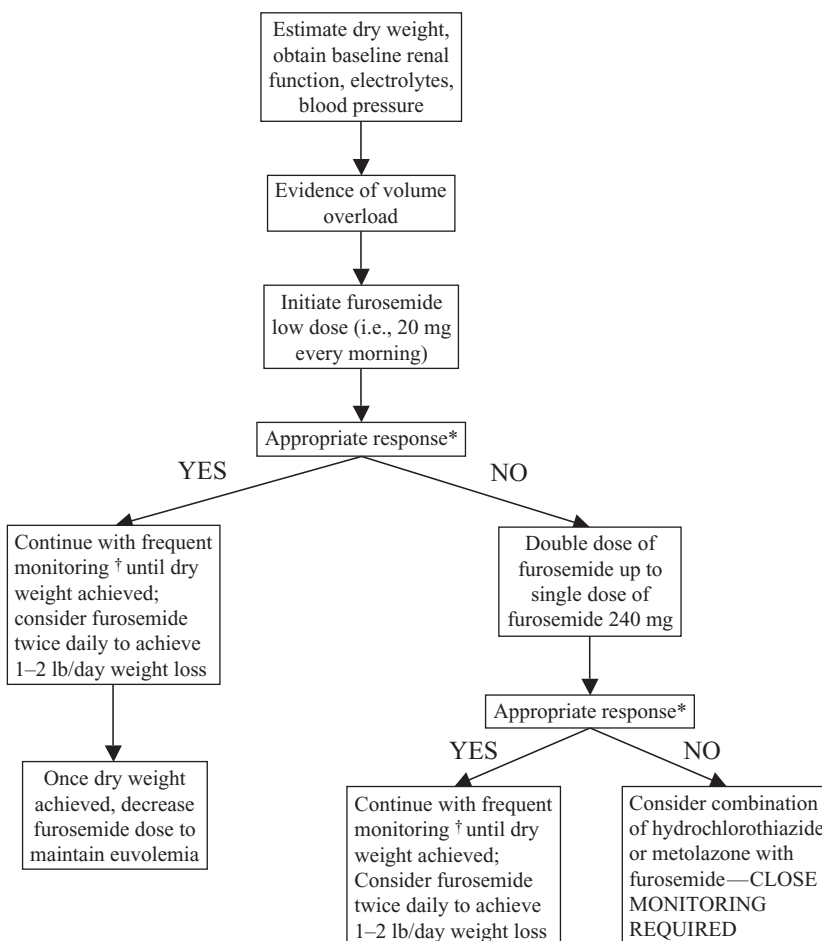 Estimate dry weight,
obtain baseline renal
function, electrolytes,
blood pressure
Evidence of volume
overload
Initiate furosemide
low dose (i.e., 20 mg
every morning)
Appropriate response*
YES
NO
Continue with frequent
monitoring † until dry
weight achieved;
consider furosemide
twice daily to achieve
1–2 lb/day weight loss
Double dose of
furosemide up to
single dose of
furosemide 240 mg
Appropriate response*
YES
NO
Once dry weight
achieved, decrease
furosemide dose to
maintain euvolemia
Continue with frequent
monitoring † until dry
weight achieved;
Consider furosemide
twice daily to achieve
1–2 lb/day weight loss
Consider combination
of hydrochlorothiazide
or metolazone with
furosemide—CLOSE
MONITORING
REQUIRED